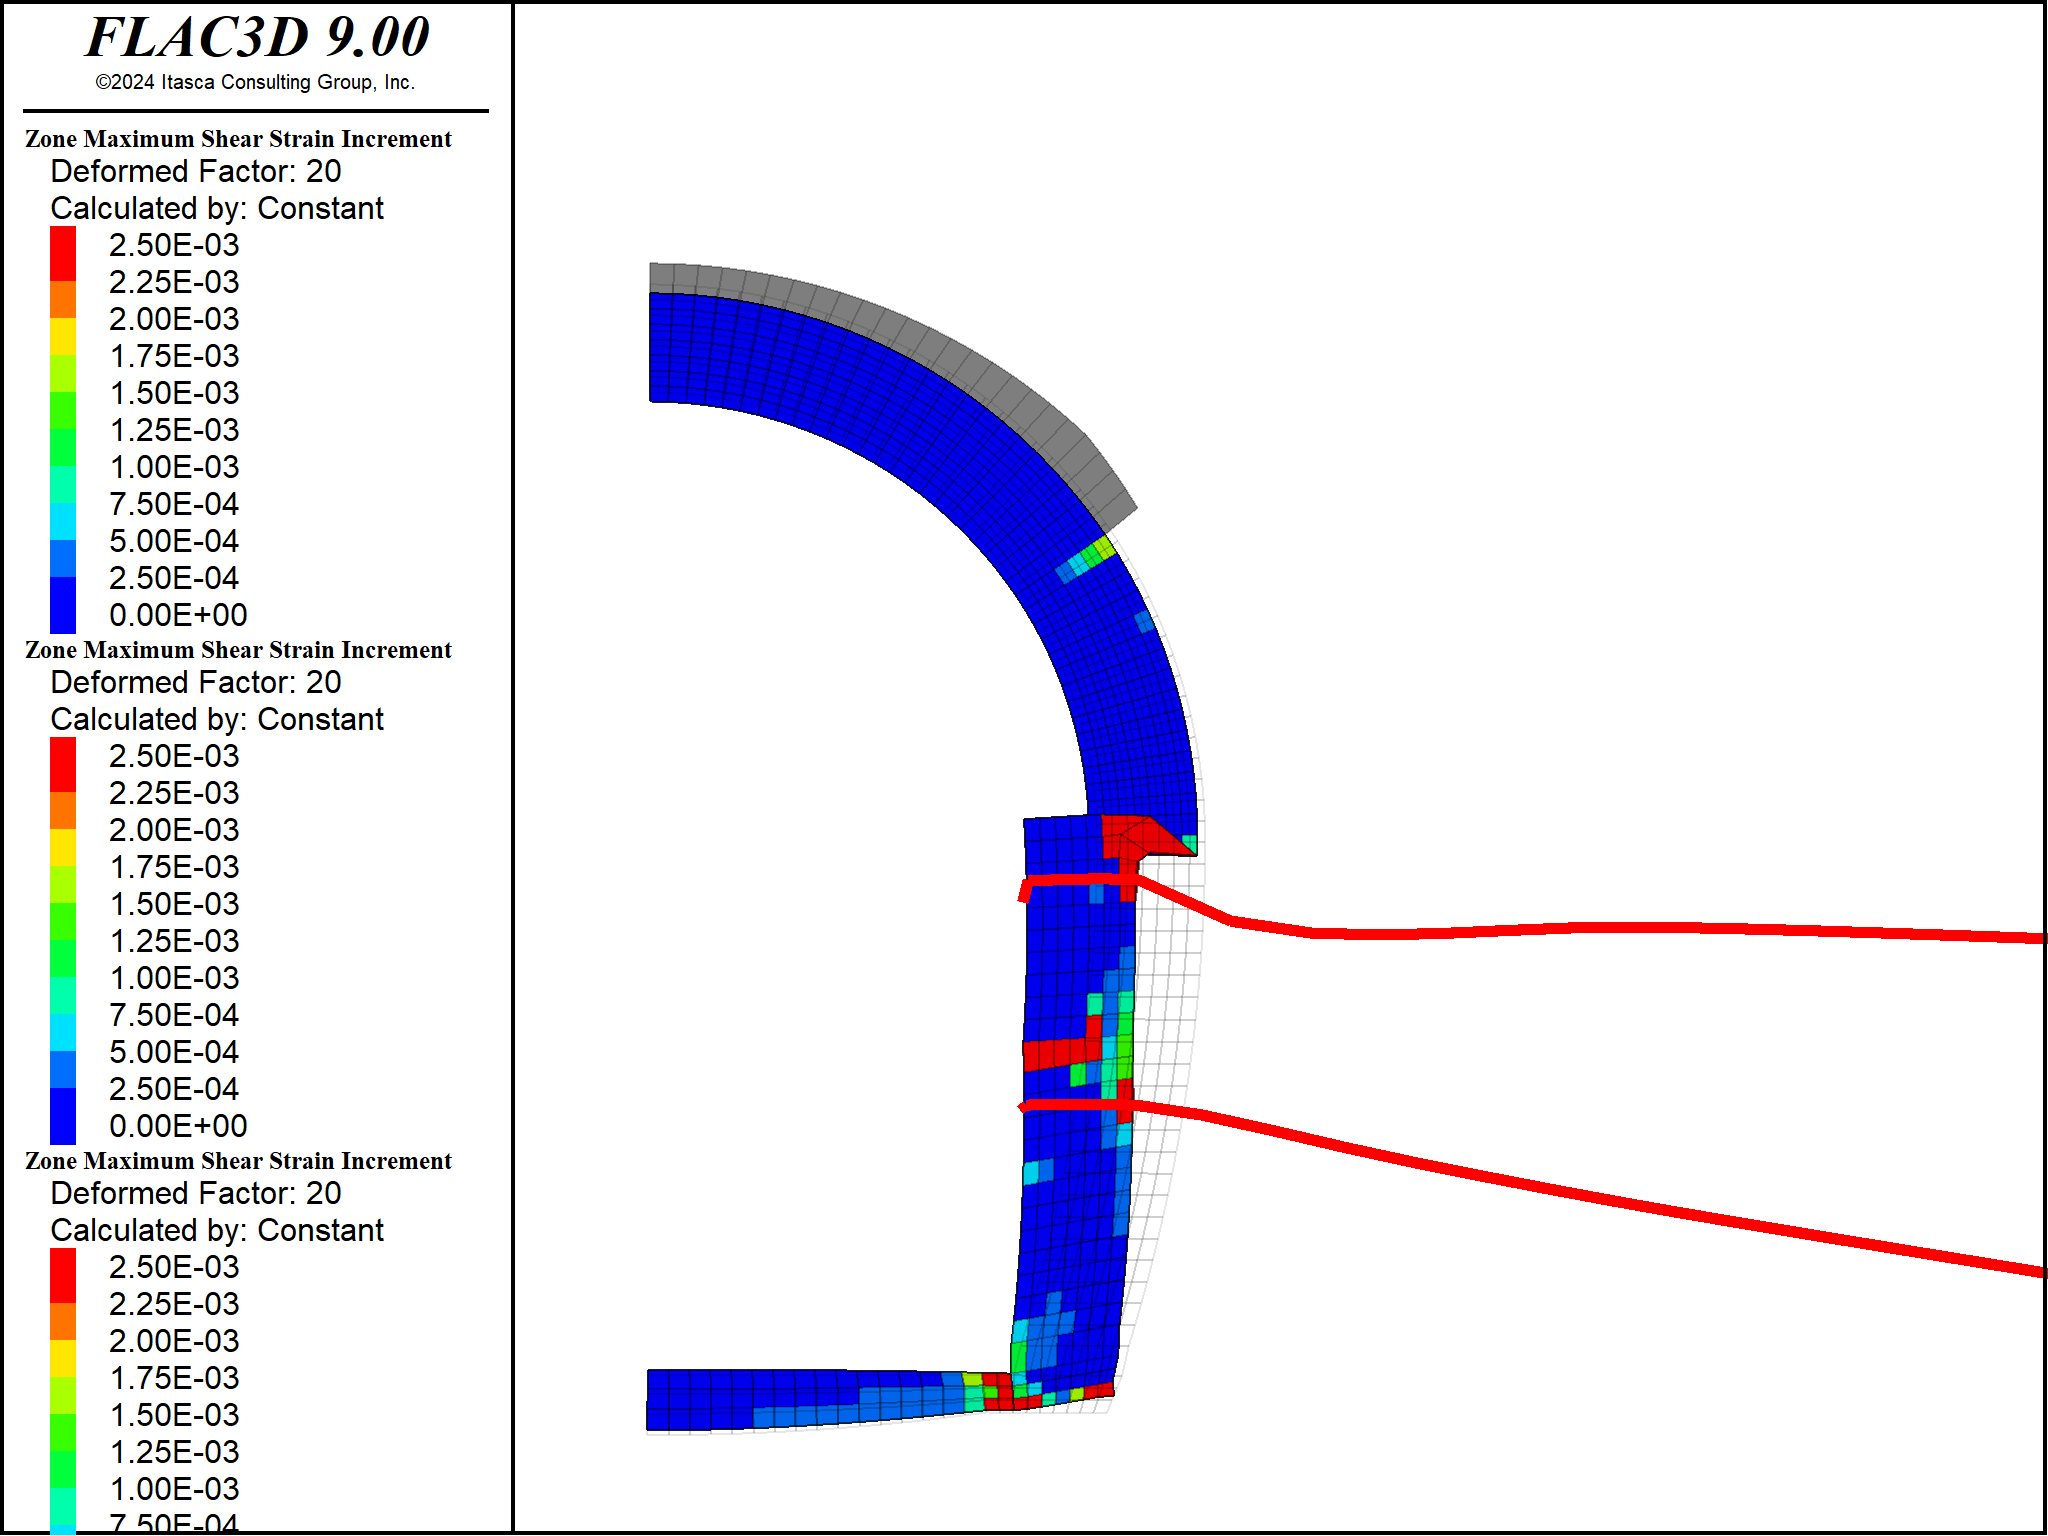 FLAC3D 9.00
©2024 Itasca Consulting Group, Inc.
Zone Maximum Shear Strain Increment
Deformed Factor: 20
Calculated by: Constant
2.50E-03
2.25E-03
2.00E-03
1.75E-03
1.50E-03
1.25E-03
1.00E-03
7.50E-04
5.00E-04
2.50E-04
0.00E+00
Zone Maximum Shear Strain Increment
Deformed Factor: 20
Calculated by: Constant
2.50E-03
2.25E-03
2.00E-03
1.75E-03
1.50E-03
1.25E-03
1.00E-03
7.50E-04
5.00E-04
2.50E-04
0.00E+00
Zone Maximum Shear Strain Increment
Deformed Factor: 20
Calculated by: Constant
2.50E-03
2.25E-03
2.00E-03
1.75E-03
1.50E-03
1.25E-03
1.00E-03
7.50E-04